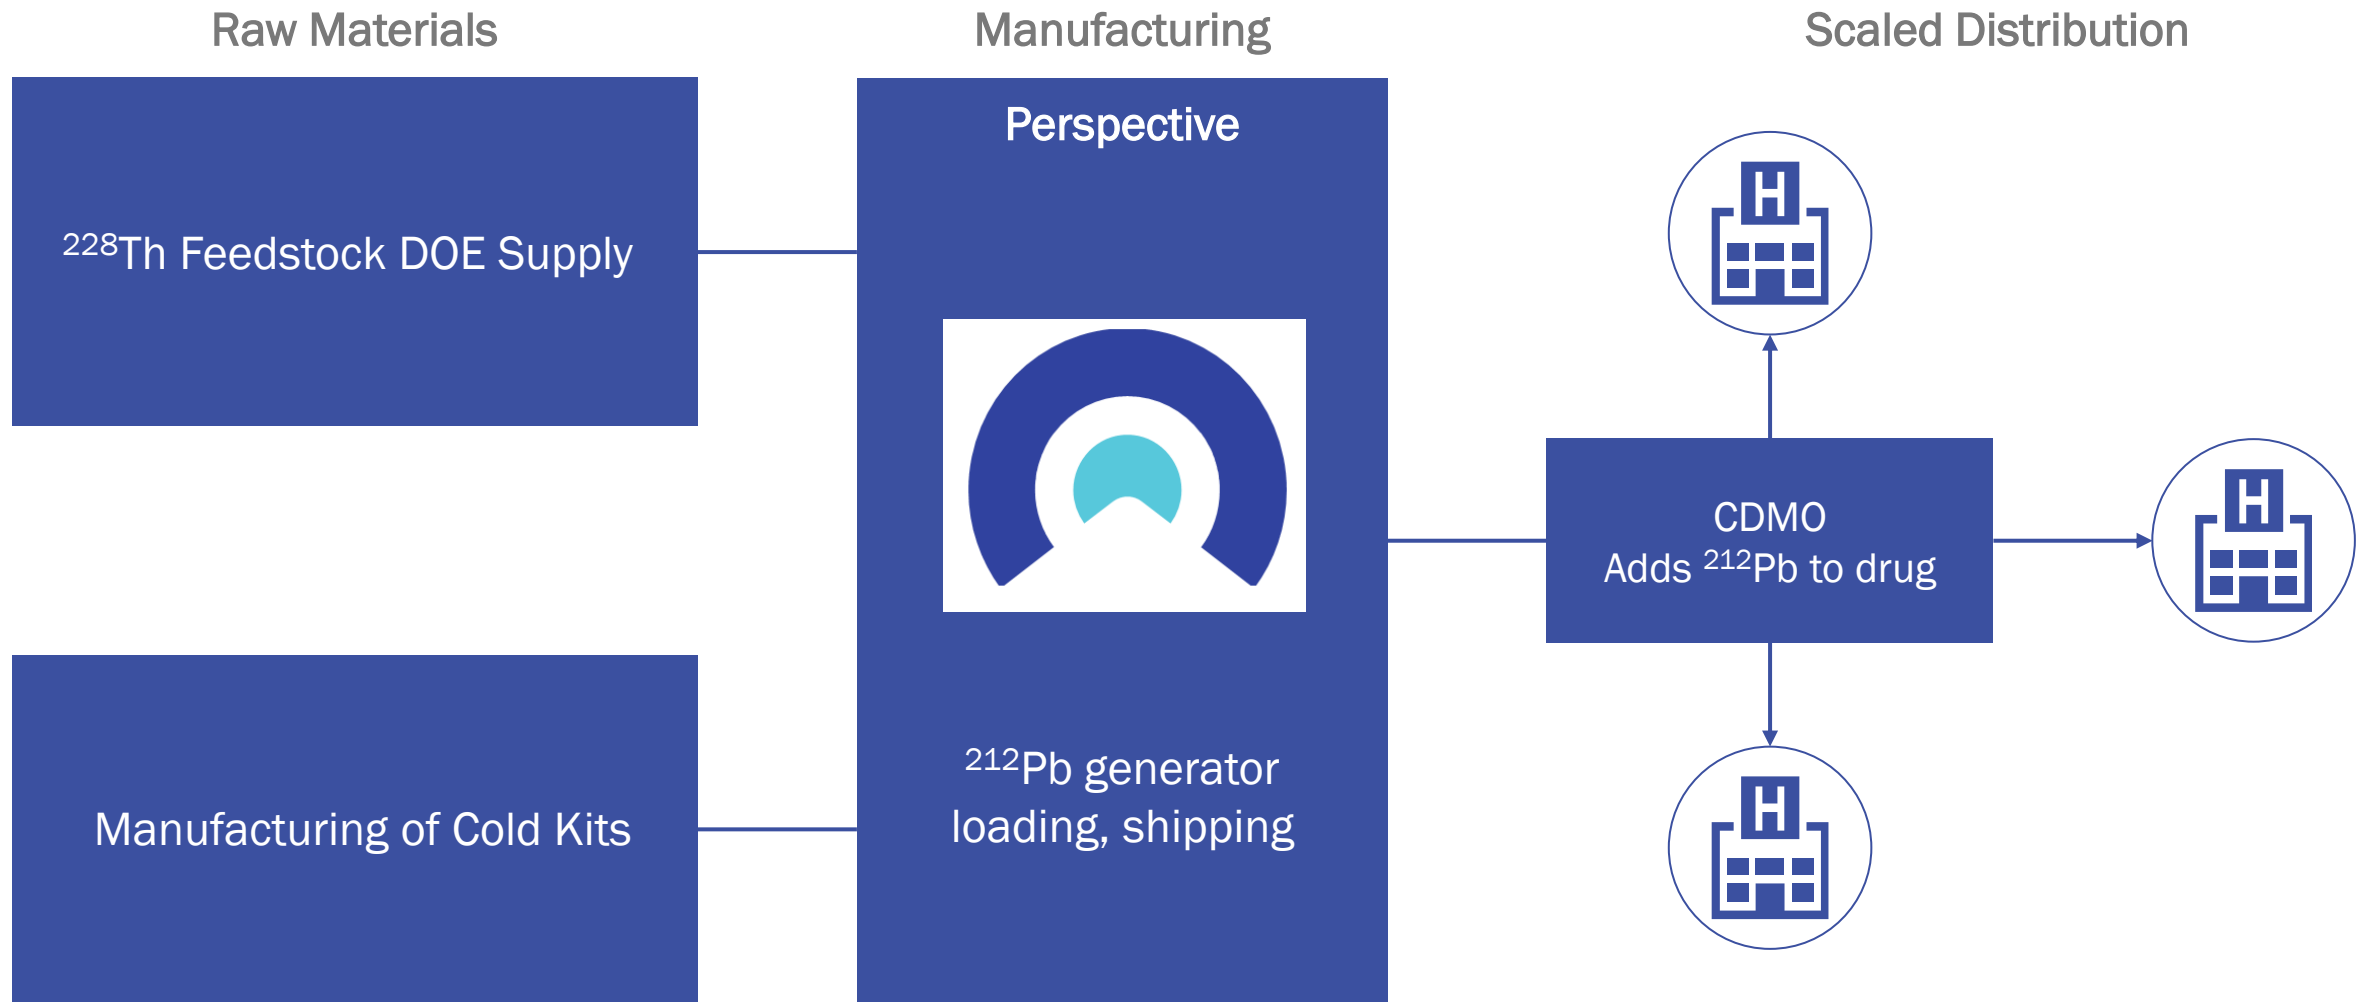 Raw Materials
Manufacturing
Scaled Distribution
²²⁸Th Feedstock DOE Supply
Manufacturing of Cold Kits
Perspective
²¹²Pb generator
loading, shipping
CDMO
Adds ²¹²Pb to drug
H
H
H